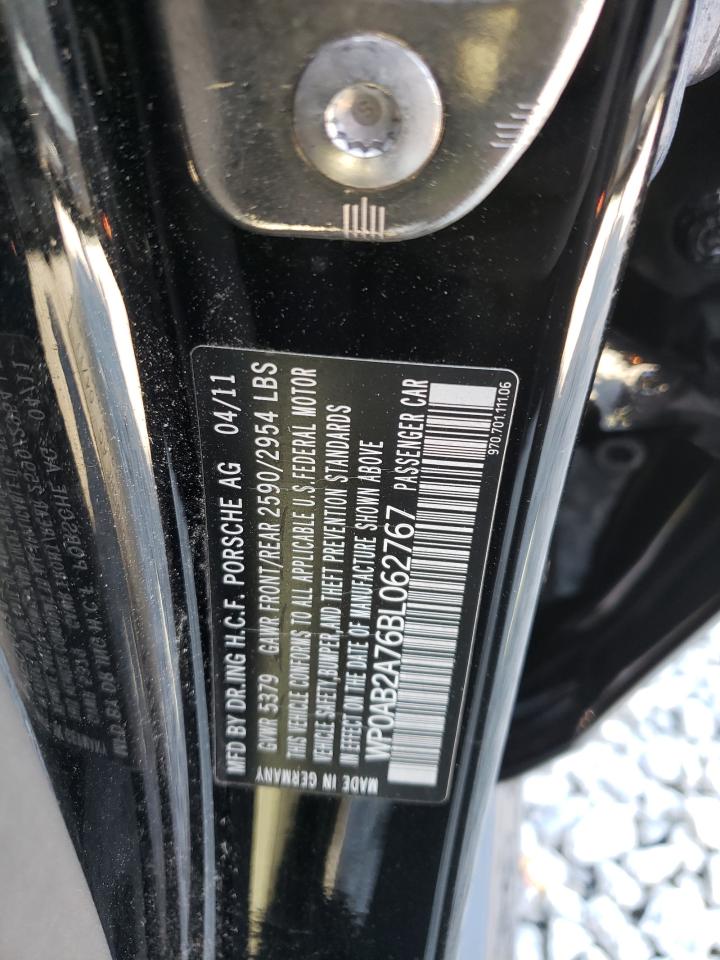 MFD BY DR.ING H.C.F. PORSCHE AG 04/11
GVWR 5379 GAWR FRONT/REAR 2590/2954 LBS
THIS VEHICLE CONFORMS TO ALL APPLICABLE U.S. FEDERAL MOTOR
VEHICLE SAFETY, BUMPER, AND THEFT PREVENTION STANDARDS
IN EFFECT ON THE DATE OF MANUFACTURE SHOWN ABOVE
WP0AB2A76BL062767 PASSENGER CAR
MADE IN GERMANY
970.701.111.06